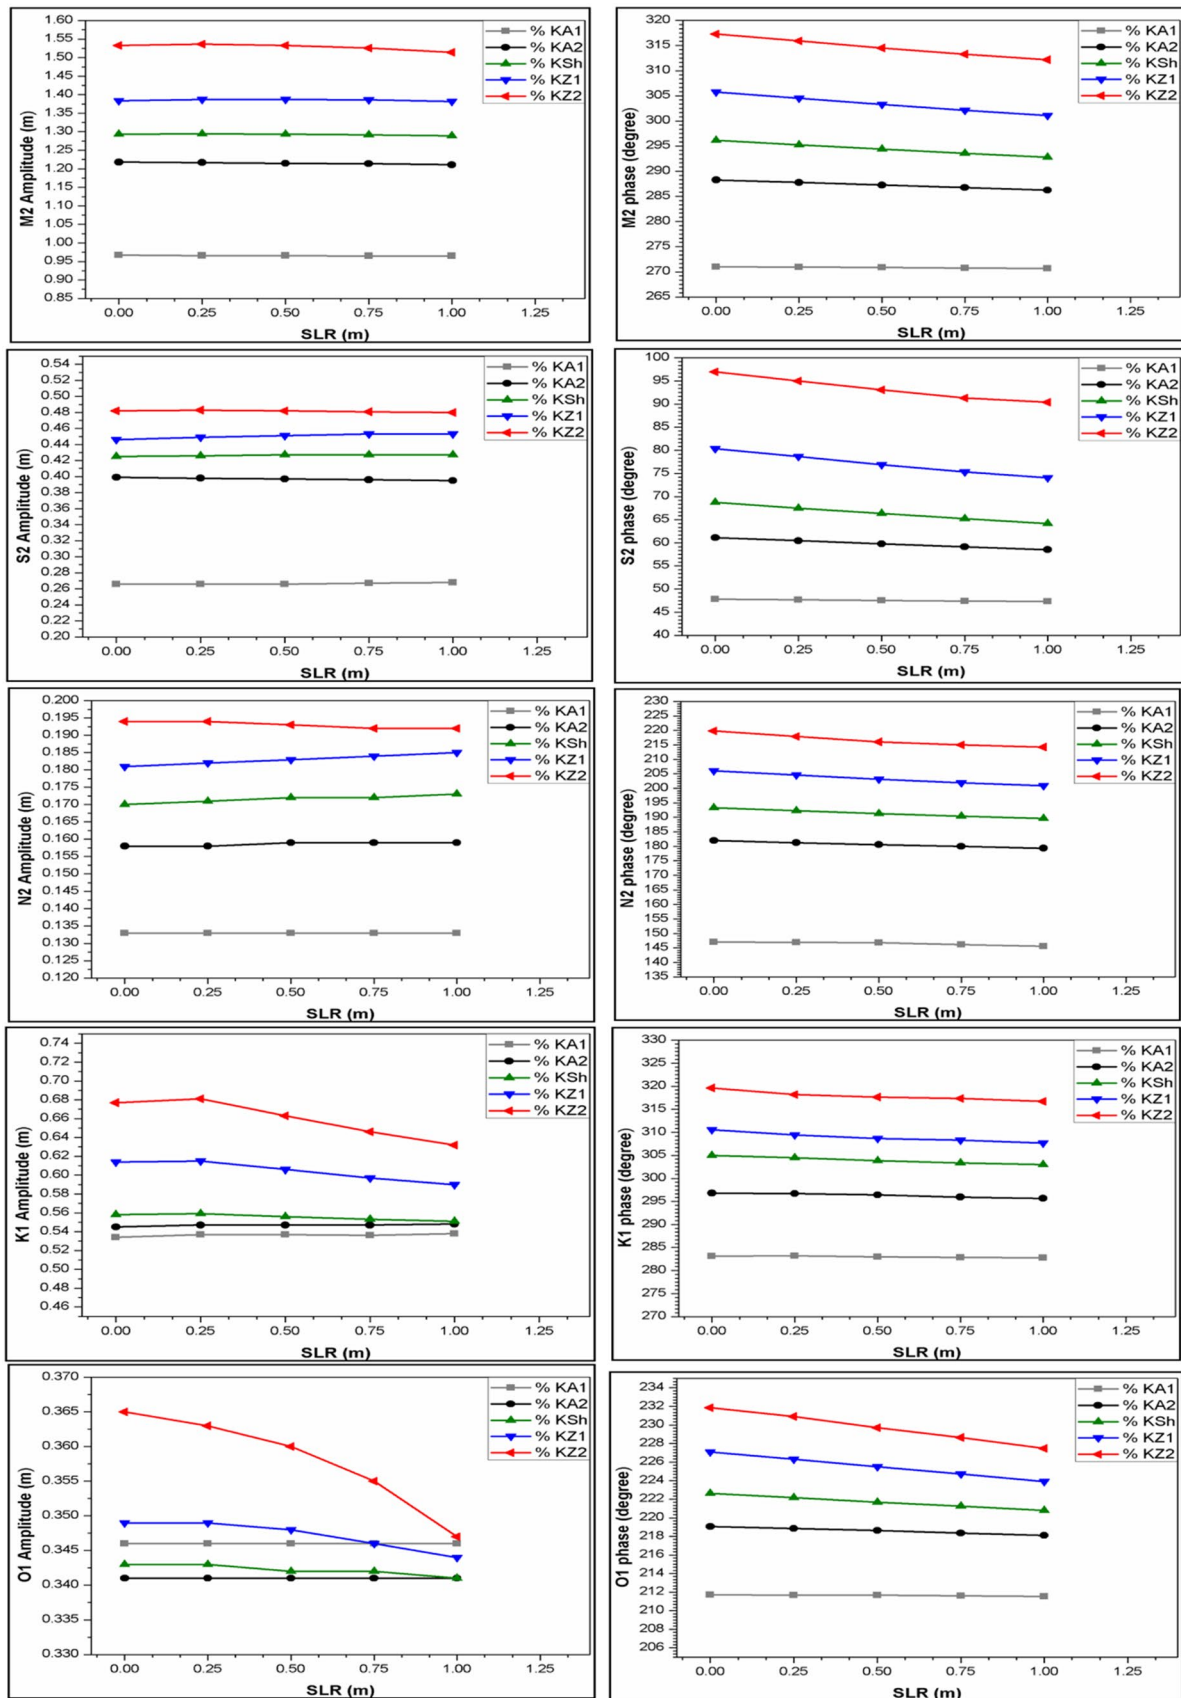 M2 Amplitude (m)
1.60
1.55
1.50
1.45
1.40
1.35
1.30
1.25
1.20
1.15
1.10
1.05
1.00
0.95
0.90
0.85
0.00 0.25 0.50 0.75 1.00 1.25
SLR (m)
% KA1
% KA2
% KSh
% KZ1
% KZ2
M2 phase (degree)
320
315
310
305
300
295
290
285
280
275
270
265
0.00 0.25 0.50 0.75 1.00 1.25
SLR (m)
% KA1
% KA2
% KSh
% KZ1
% KZ2
S2 Amplitude (m)
0.54
0.52
0.50
0.48
0.46
0.44
0.42
0.40
0.38
0.36
0.34
0.32
0.30
0.28
0.26
0.24
0.22
0.20
0.00 0.25 0.50 0.75 1.00 1.25
SLR (m)
% KA1
% KA2
% KSh
% KZ1
% KZ2
S2 phase (degree)
100
95
90
85
80
75
70
65
60
55
50
45
40
0.00 0.25 0.50 0.75 1.00 1.25
SLR (m)
% KA1
% KA2
% KSh
% KZ1
% KZ2
N2 Amplitude (m)
0.200
0.195
0.190
0.185
0.180
0.175
0.170
0.165
0.160
0.155
0.150
0.145
0.140
0.135
0.130
0.125
0.120
0.00 0.25 0.50 0.75 1.00 1.25
SLR (m)
% KA1
% KA2
% KSh
% KZ1
% KZ2
N2 phase (degree)
230
225
220
215
210
205
200
195
190
185
180
175
170
165
160
155
150
145
140
135
0.00 0.25 0.50 0.75 1.00 1.25
SLR (m)
% KA1
% KA2
% KSh
% KZ1
% KZ2
K1 Amplitude (m)
0.74
0.72
0.70
0.68
0.66
0.64
0.62
0.60
0.58
0.56
0.54
0.52
0.50
0.48
0.46
0.00 0.25 0.50 0.75 1.00 1.25
SLR (m)
% KA1
% KA2
% KSh
% KZ1
% KZ2
K1 phase (degree)
330
325
320
315
310
305
300
295
290
285
280
275
270
0.00 0.25 0.50 0.75 1.00 1.25
SLR (m)
% KA1
% KA2
% KSh
% KZ1
% KZ2
O1 Amplitude (m)
0.370
0.365
0.360
0.355
0.350
0.345
0.340
0.335
0.330
0.00 0.25 0.50 0.75 1.00 1.25
SLR (m)
% KA1
% KA2
% KSh
% KZ1
% KZ2
O1 phase (degree)
234
232
230
228
226
224
222
220
218
216
214
212
210
208
206
0.00 0.25 0.50 0.75 1.00 1.25
SLR (m)
% KA1
% KA2
% KSh
% KZ1
% KZ2